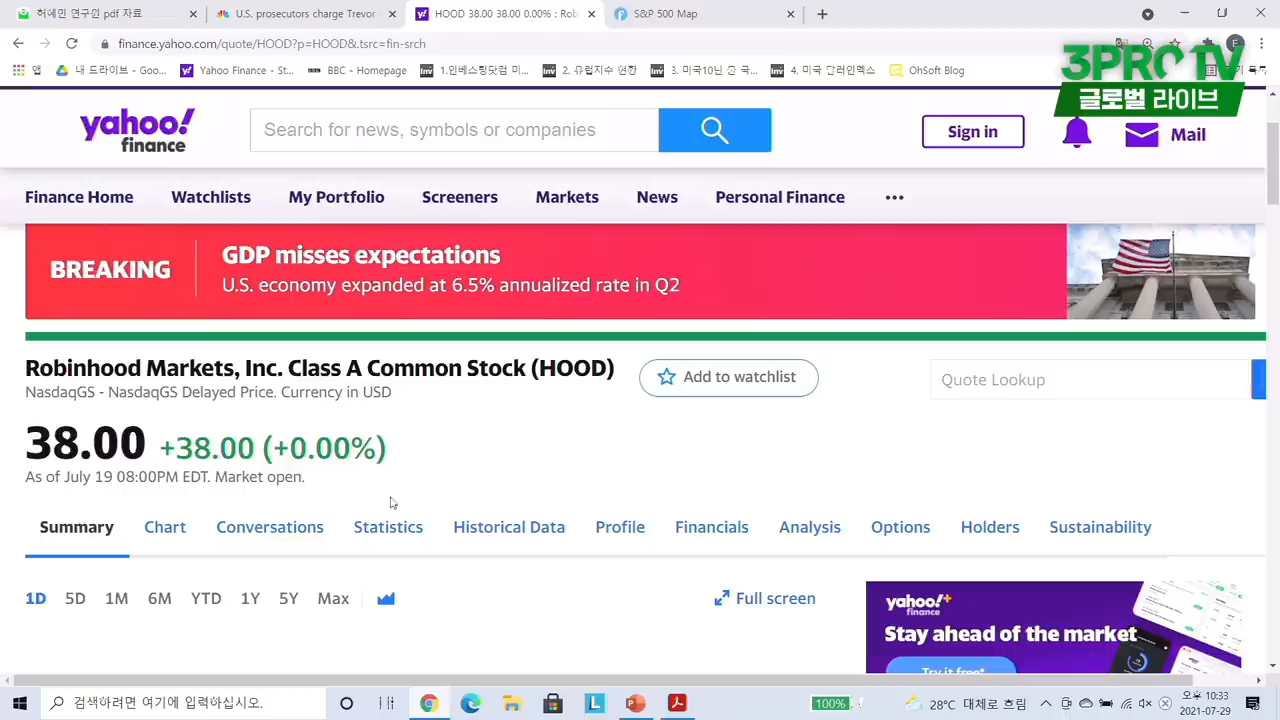 허예민 연구원 pdf 자료
U.S. prosecutors charge Trevor
HOOD 38.00 38.00 0.00% : Rob
S&P 500 Map
finance.yahoo.com/quote/HOOD?p=HOOD&.tsrc=fin-srch
앱
내 드라이브 - Goo...
Yahoo Finance - St...
BBC - Homepage
1.인베스팅닷컴 미...
2. 유럽지수 현황
3. 미국10년 몬 국...
4. 미국 달러인덱스
OhSoft Blog
3PRO TV
글로벌 라이브
yahoo!
finance
Search for news, symbols or companies
Sign in
Mail
Finance Home
Watchlists
My Portfolio
Screeners
Markets
News
Personal Finance
BREAKING
GDP misses expectations
U.S. economy expanded at 6.5% annualized rate in Q2
Robinhood Markets, Inc. Class A Common Stock (HOOD)
Add to watchlist
Quote Lookup
NasdaqGS - NasdaqGS Delayed Price. Currency in USD
38.00 +38.00 (+0.00%)
As of July 19 08:00PM EDT. Market open.
Summary
Chart
Conversations
Statistics
Historical Data
Profile
Financials
Analysis
Options
Holders
Sustainability
1D
5D
1M
6M
YTD
1Y
5Y
Max
Full screen
yahoo!+
finance
Stay ahead of the market
Try it free*
검색하려면 여기에 입력하십시오.
100%
28°C 대체로 흐림
오후 10:33
2021-07-29